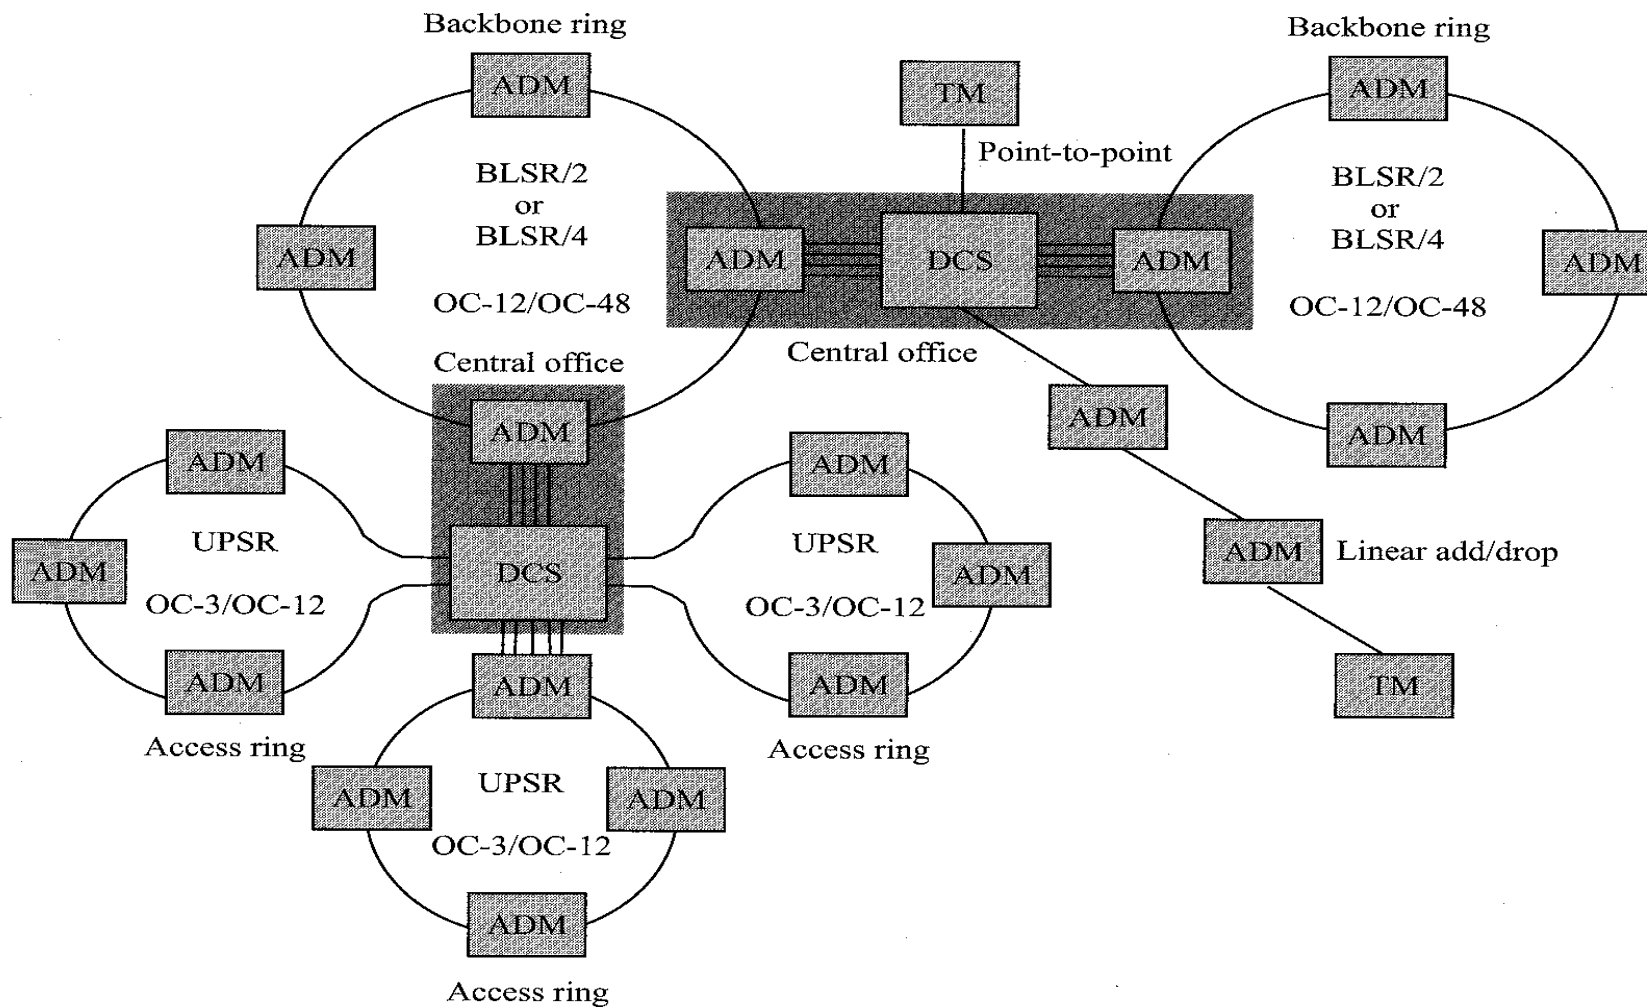 Backbone ring
Backbone ring
ADM
TM
ADM
Point-to-point
BLSR/2
or
BLSR/4
OC-12/OC-48
BLSR/2
or
BLSR/4
OC-12/OC-48
ADM
ADM
DCS
ADM
ADM
Central office
Central office
ADM
ADM
ADM
ADM
UPSR
OC-3/OC-12
ADM
ADM
DCS
ADM
UPSR
OC-3/OC-12
ADM
ADM
ADM
Linear add/drop
TM
Access ring
Access ring
ADM
ADM
UPSR
OC-3/OC-12
ADM
ADM
Access ring